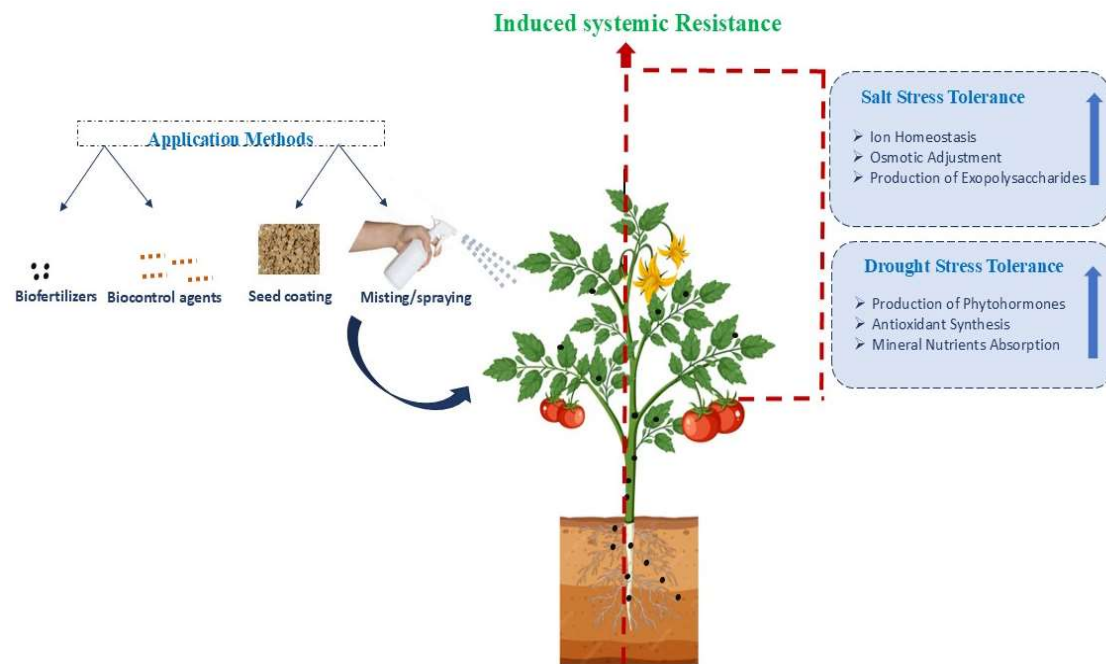 Induced systemic Resistance
Application Methods
Biofertilizers
Biocontrol agents
Seed coating
Misting/spraying
Salt Stress Tolerance
➢ Ion Homeostasis
➢ Osmotic Adjustment
➢ Production of Exopolysaccharides
Drought Stress Tolerance
➢ Production of Phytohormones
➢ Antioxidant Synthesis
➢ Mineral Nutrients Absorption